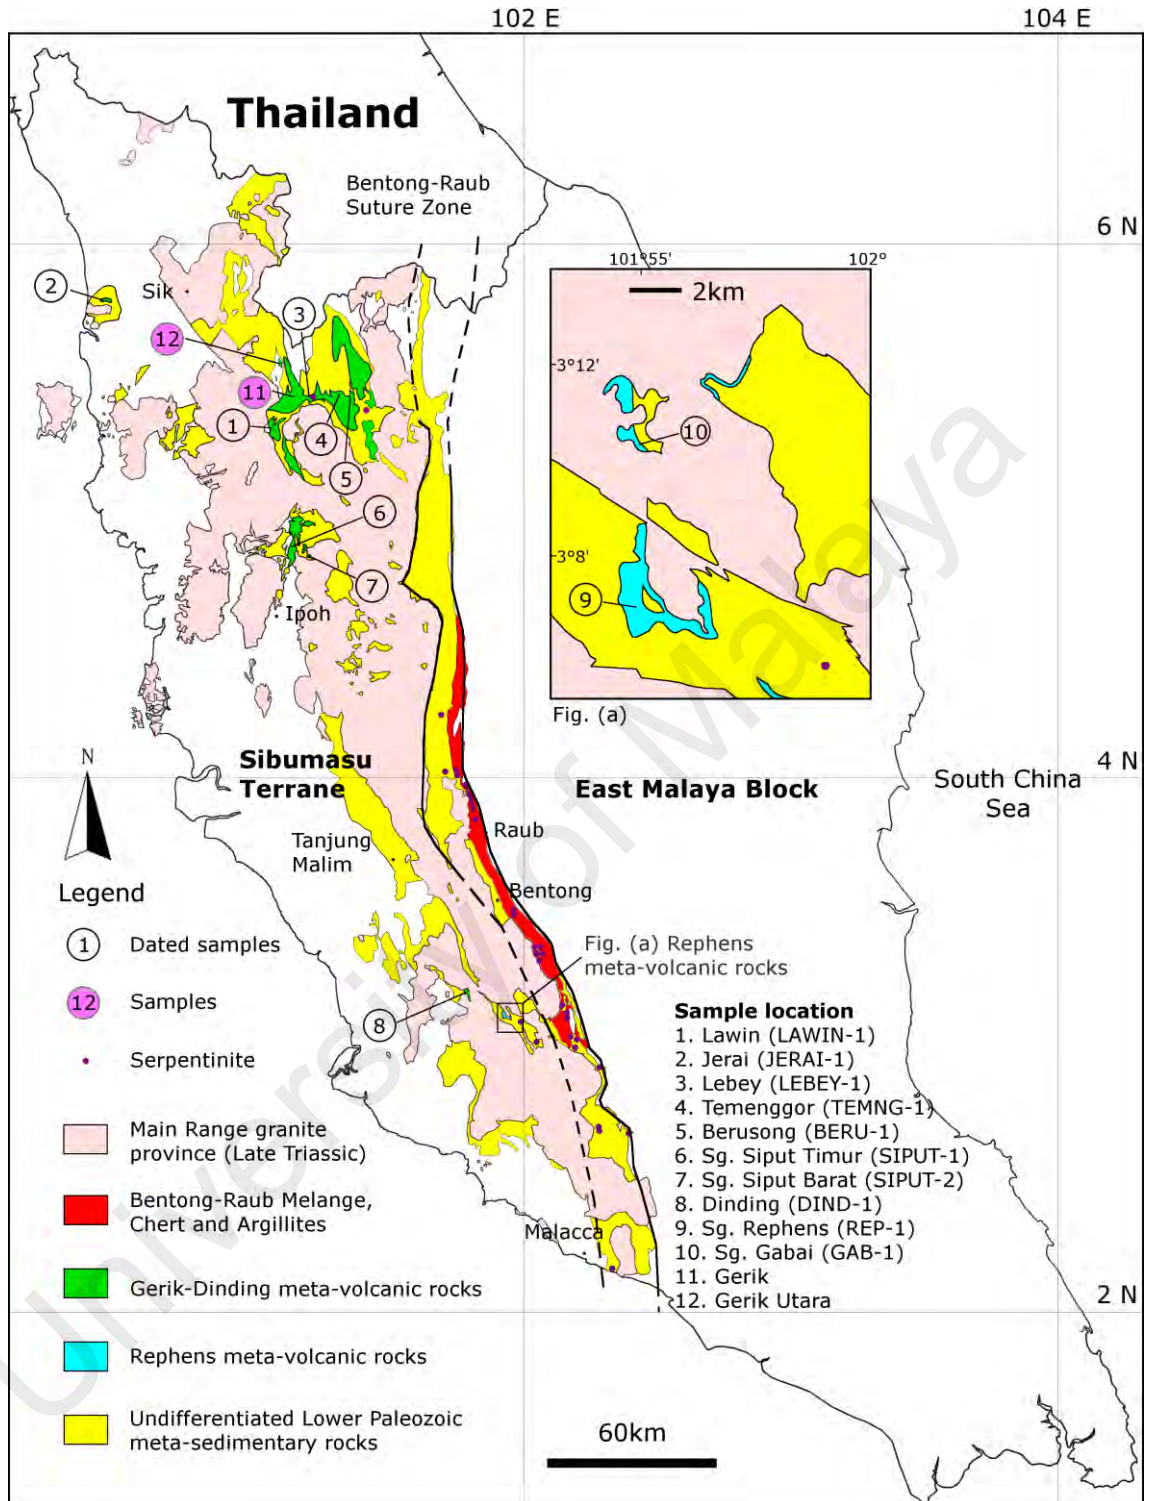 102 E
104 E
Thailand
Bentong-Raub
Suture Zone
6 N
2
Sik
3
12
11
1
4
5
6
7
Ipoh
101°55'
102°
2km
3°12'
10
3°8'
9
Fig. (a)
N
Sibumasu
Terrane
4 N
East Malaya Block
South China
Sea
Raub
Tanjung
Malim
Bentong
Fig. (a) Rephens
meta-volcanic rocks
8
Malacca
Legend
1 Dated samples
12 Samples
Serpentinite
Main Range granite
province (Late Triassic)
Bentong-Raub Melange,
Chert and Argillites
Gerik-Dinding meta-volcanic rocks
Rephens meta-volcanic rocks
Undifferentiated Lower Paleozoic
meta-sedimentary rocks
Sample location
1. Lawin (LAWIN-1)
2. Jerai (JERAI-1)
3. Lebey (LEBEY-1)
4. Temenggor (TEMNG-1)
5. Berusong (BERU-1)
6. Sg. Siput Timur (SIPUT-1)
7. Sg. Siput Barat (SIPUT-2)
8. Dinding (DIND-1)
9. Sg. Rephens (REP-1)
10. Sg. Gabai (GAB-1)
11. Gerik
12. Gerik Utara
2 N
60km
University of Malaya